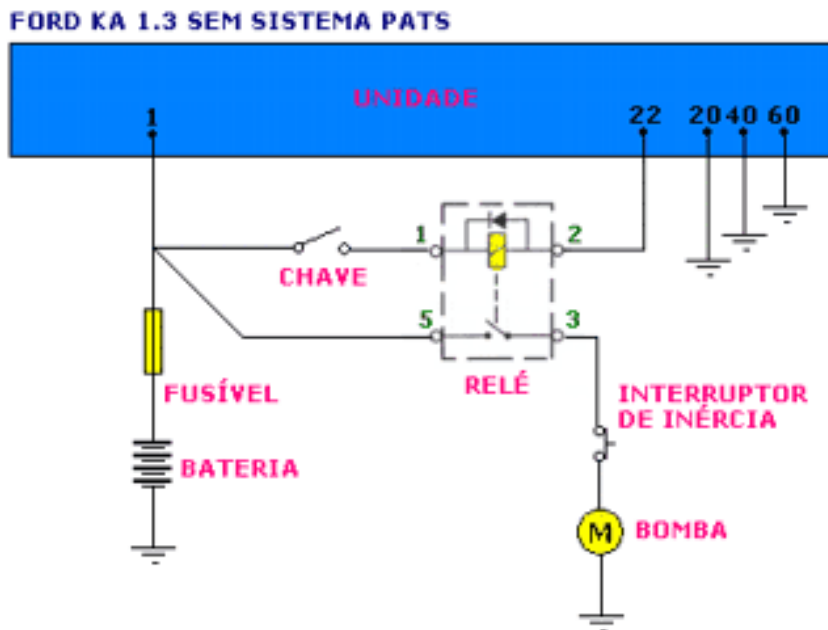 FORD KA 1.3 SEM SISTEMA PATS
UNIDADE
1
22
20 40 60
1
2
CHAVE
5
3
RELÉ
FUSÍVEL
INTERRUPTOR
DE INÉRCIA
BATERIA
M
BOMBA